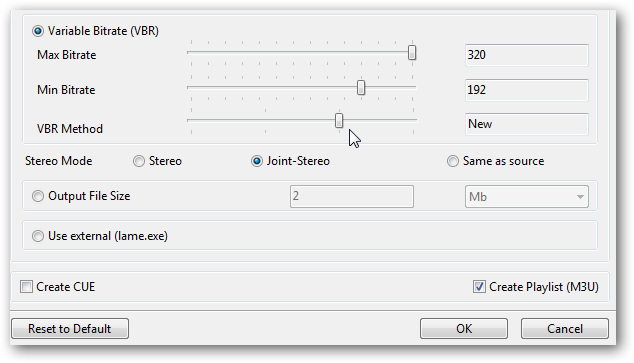 Variable Bitrate (VBR)
Max Bitrate 320
Min Bitrate 192
VBR Method New
Stereo Mode Stereo Joint-Stereo Same as source
Output File Size 2 Mb
Use external (lame.exe)
Create CUE Create Playlist (M3U)
Reset to Default OK Cancel